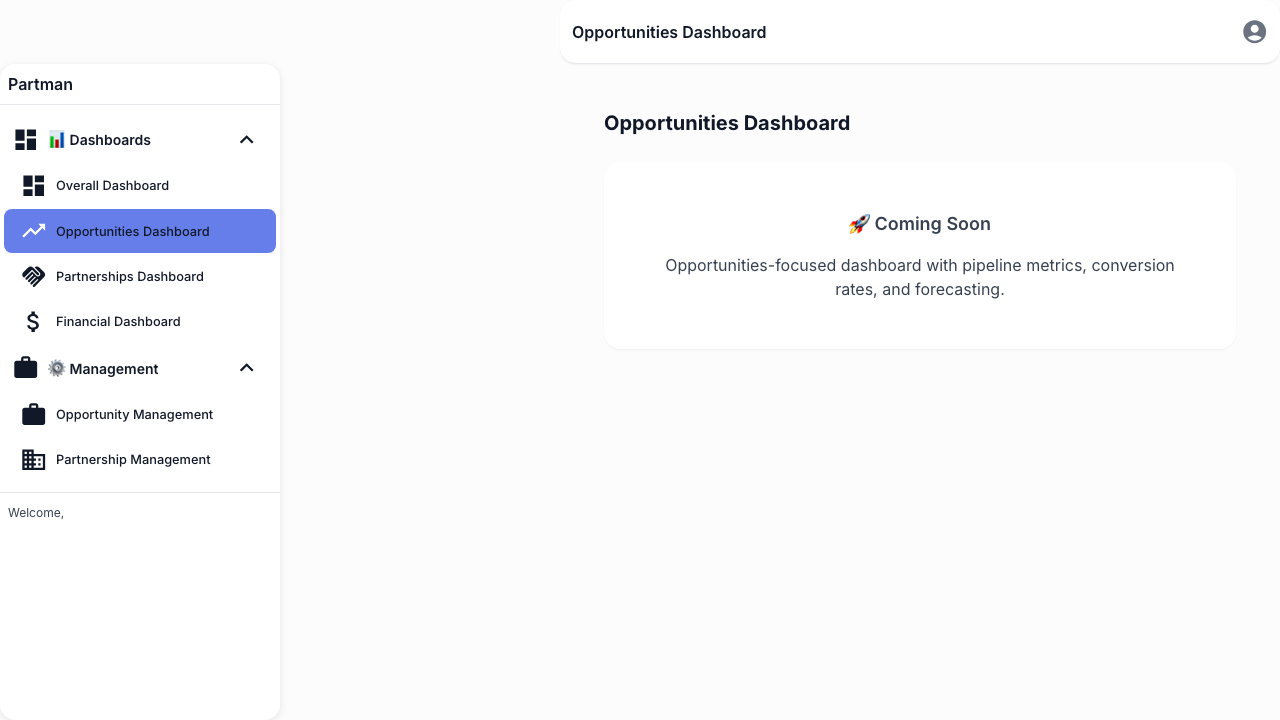 Opportunities Dashboard
Partman
📊 Dashboards
Overall Dashboard
Opportunities Dashboard
Partnerships Dashboard
Financial Dashboard
⚙️ Management
Opportunity Management
Partnership Management
Welcome,
Opportunities Dashboard
🚀 Coming Soon
Opportunities-focused dashboard with pipeline metrics, conversion
rates, and forecasting.